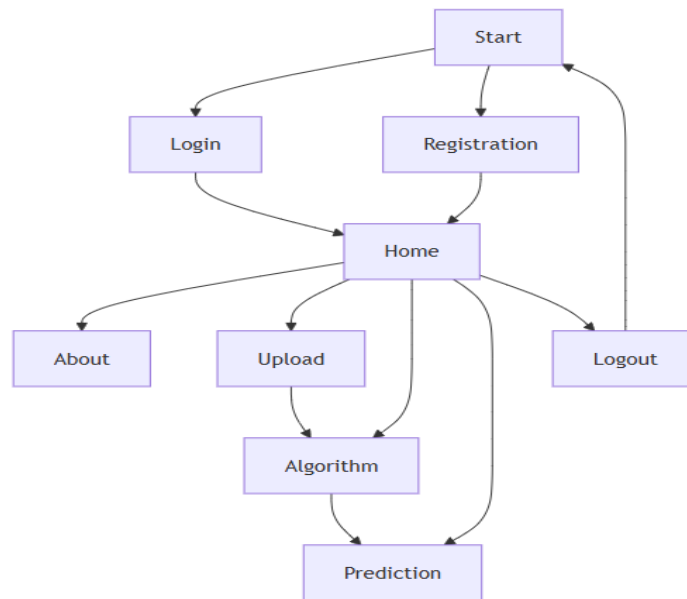 Start
Login
Registration
Home
About
Upload
Logout
Algorithm
Prediction